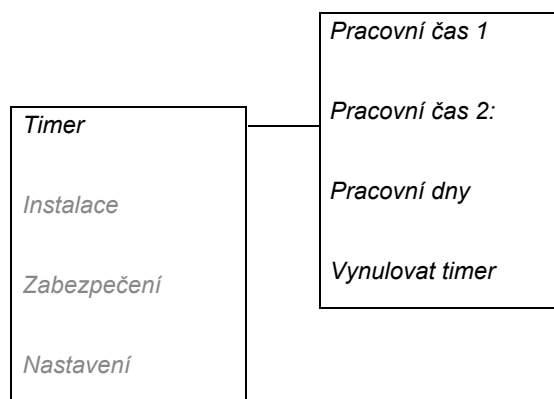 Timer
Instalace
Zabezpečení
Nastavení
Pracovní čas 1
Pracovní čas 2:
Pracovní dny
Vynulovat timer